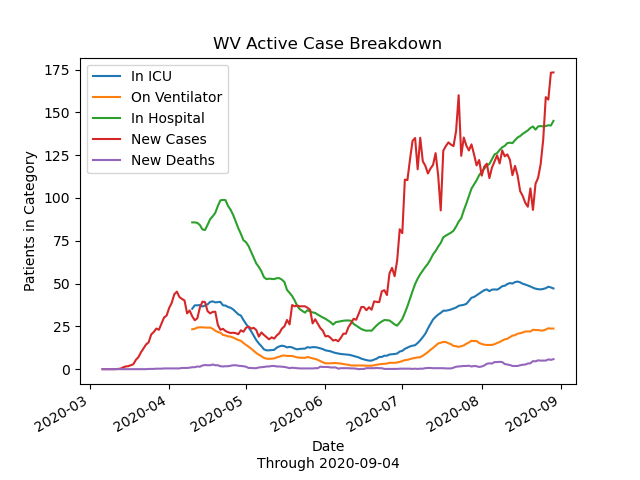 WV Active Case Breakdown
In ICU
On Ventilator
In Hospital
New Cases
New Deaths
Patients in Category
175
150
125
100
75
50
25
0
2020-03
2020-04
2020-05
2020-06
2020-07
2020-08
2020-09
Date
Through 2020-09-04